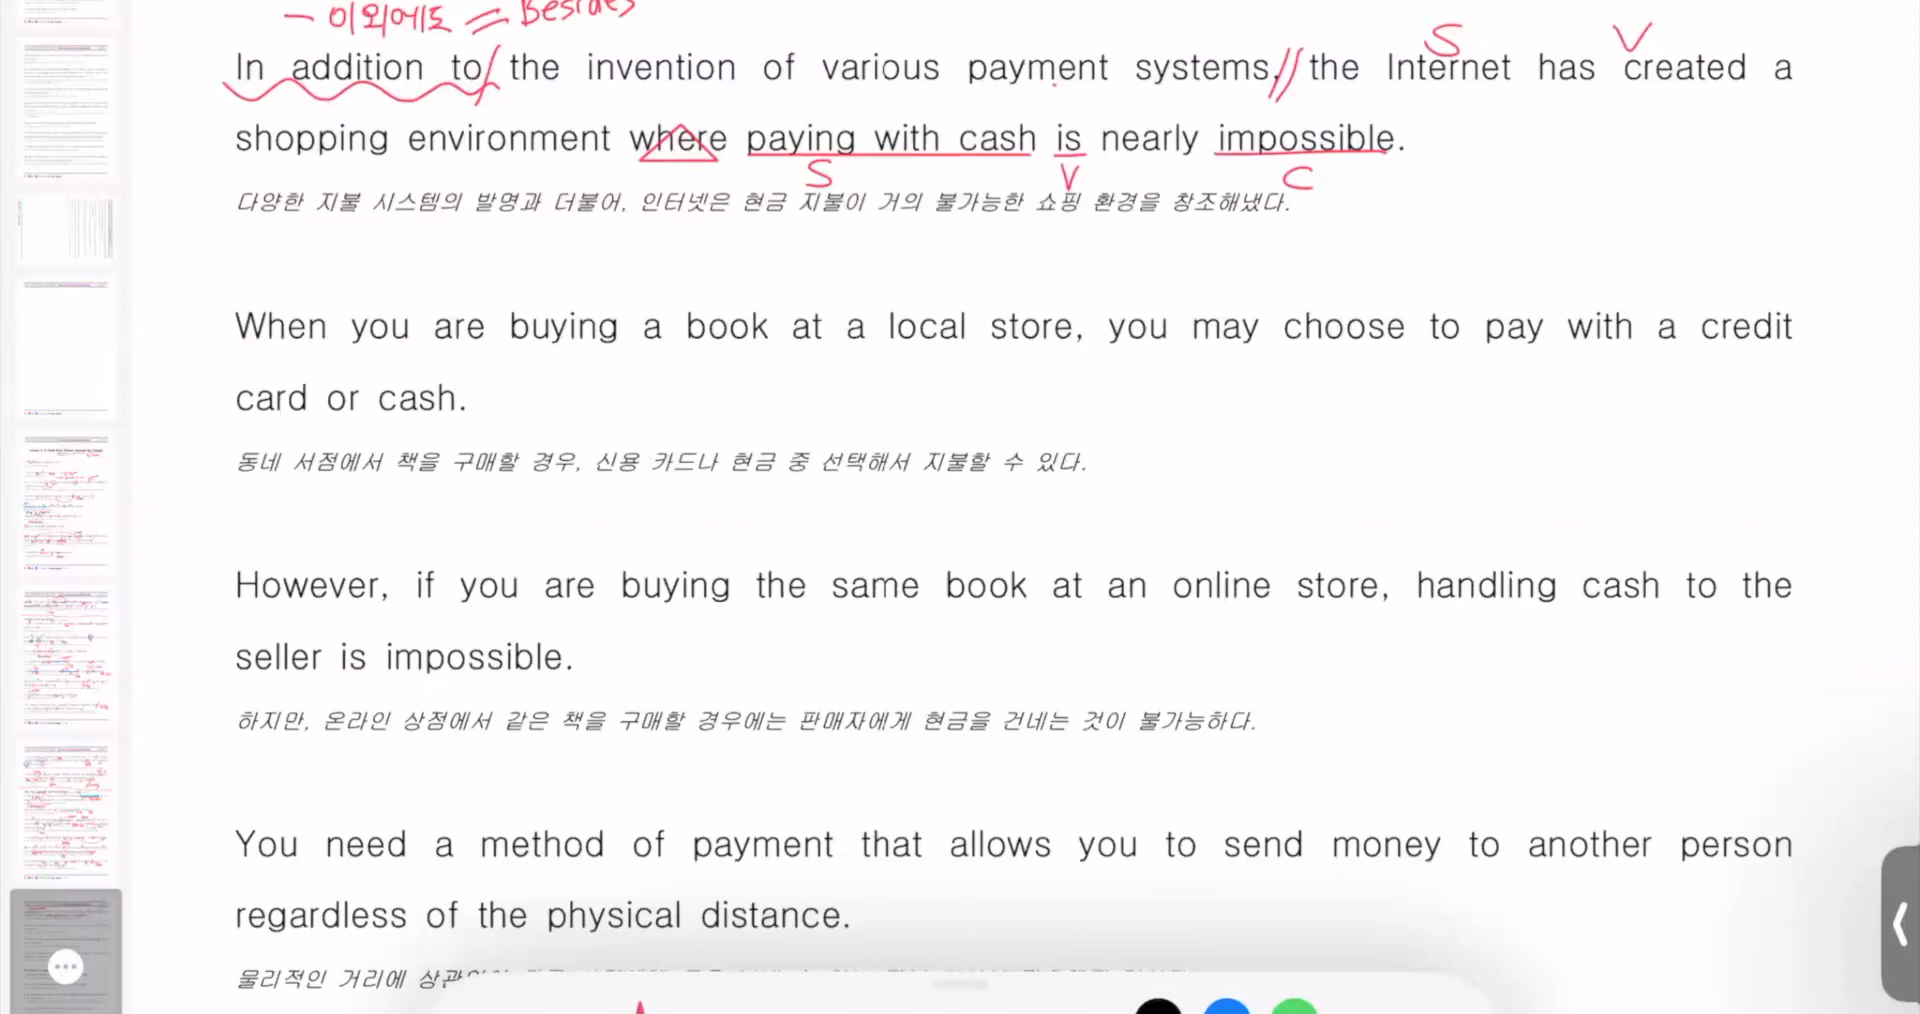 - 이외에도 = Besides
S V
In addition to/ the invention of various payment systems,// the Internet has created a
shopping environment where paying with cash is nearly impossible.
S V C
다양한 지불 시스템의 발명과 더불어, 인터넷은 현금 지불이 거의 불가능한 쇼핑 환경을 창조해냈다.
When you are buying a book at a local store, you may choose to pay with a credit
card or cash.
동네 서점에서 책을 구매할 경우, 신용 카드나 현금 중 선택해서 지불할 수 있다.
However, if you are buying the same book at an online store, handling cash to the
seller is impossible.
하지만, 온라인 상점에서 같은 책을 구매할 경우에는 판매자에게 현금을 건네는 것이 불가능하다.
You need a method of payment that allows you to send money to another person
regardless of the physical distance.
물리적인 거리에